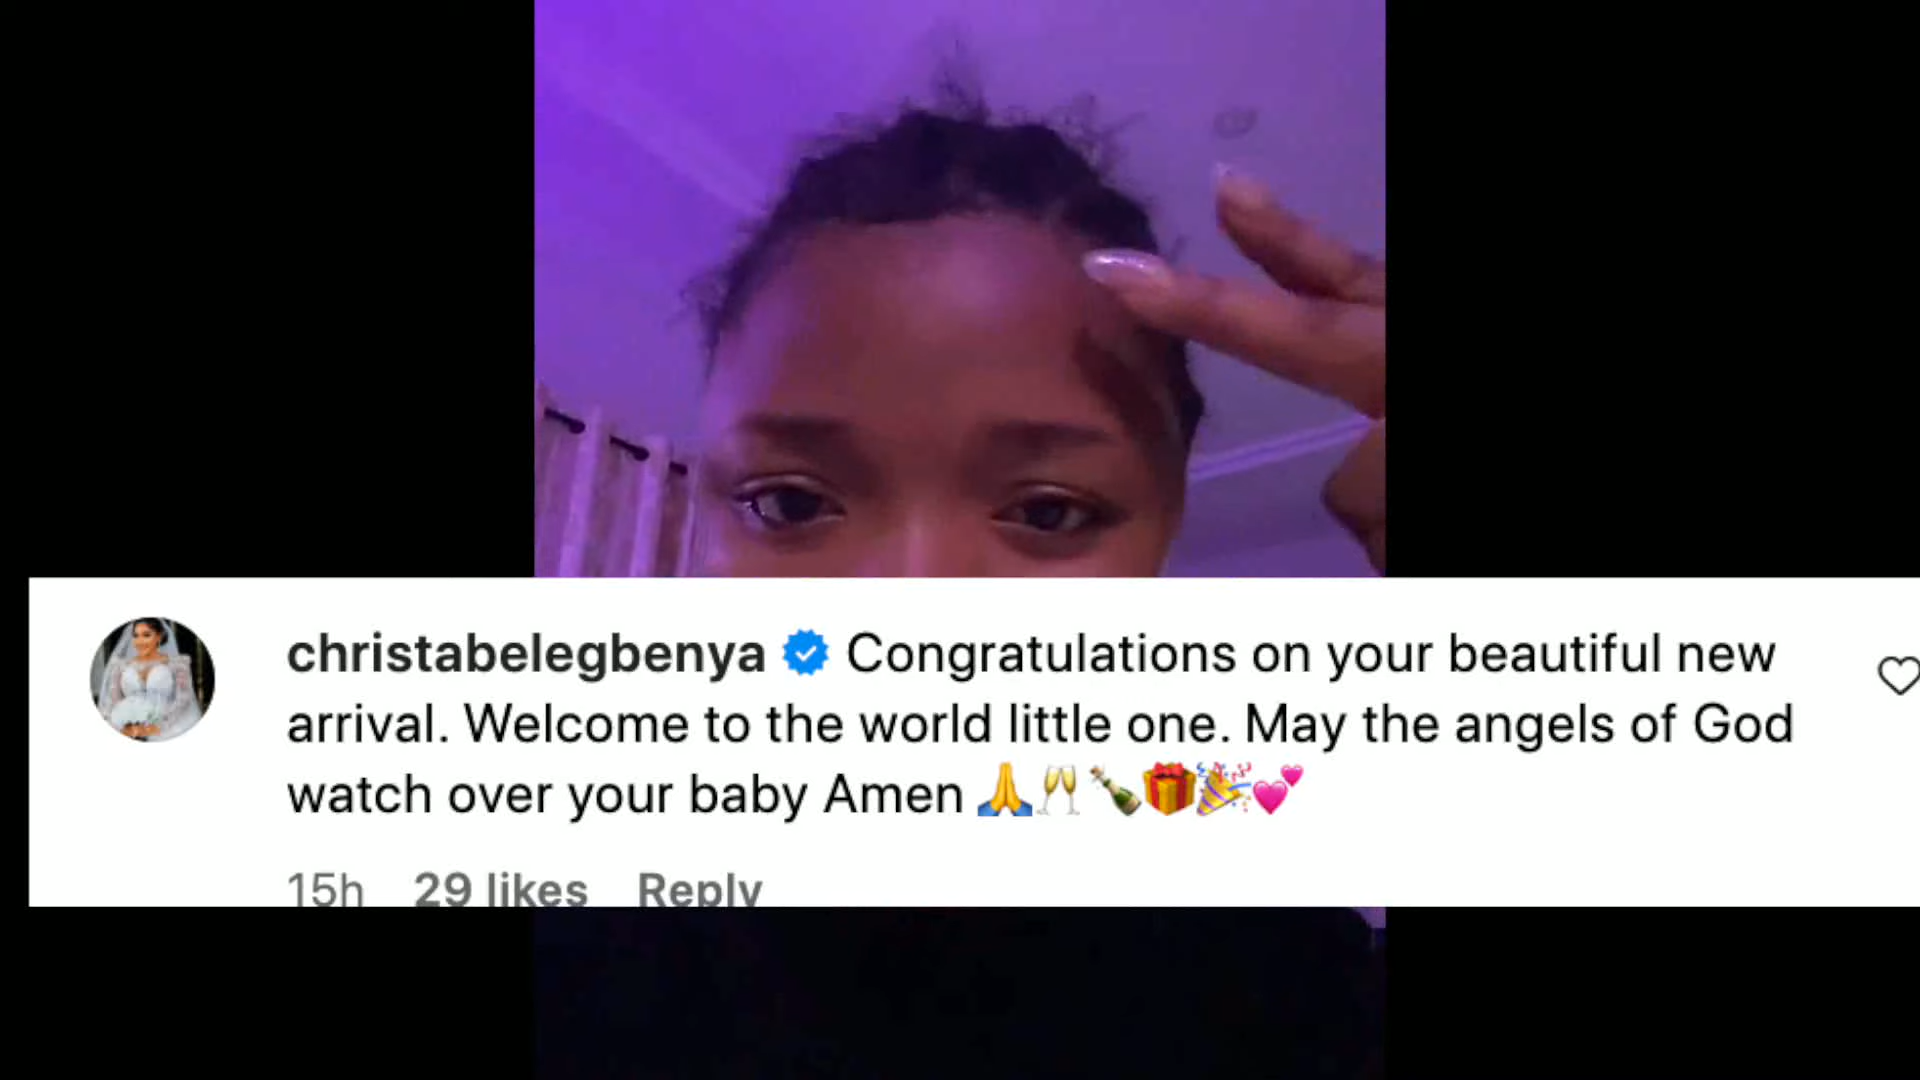 christabelegbenya Congratulations on your beautiful new
arrival. Welcome to the world little one. May the angels of God
watch over your baby Amen 🙏🥂🍾🎁🎉💕
15h 29 likes Reply